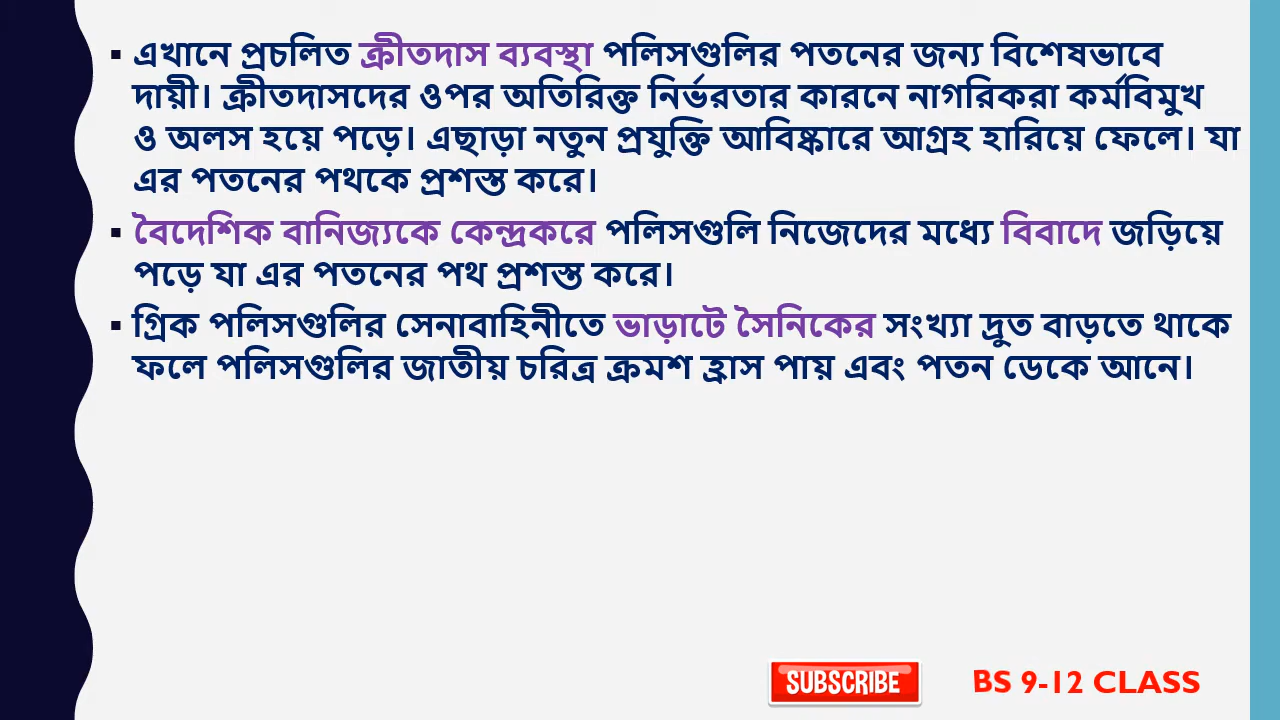 ▪ এখানে প্রচলিত ক্রীতদাস ব্যবস্থা পলিসগুলির পতনের জন্য বিশেষভাবে
দায়ী। ক্রীতদাসদের ওপর অতিরিক্ত নির্ভরতার কারনে নাগরিকরা কর্মবিমুখ
ও অলস হয়ে পড়ে। এছাড়া নতুন প্রযুক্তি আবিষ্কারে আগ্রহ হারিয়ে ফেলে। যা
এর পতনের পথকে প্রশস্ত করে।
▪ বৈদেশিক বানিজ্যকে কেন্দ্রকরে পলিসগুলি নিজেদের মধ্যে বিবাদে জড়িয়ে
পড়ে যা এর পতনের পথ প্রশস্ত করে।
▪ গ্রিক পলিসগুলির সেনাবাহিনীতে ভাড়াটে সৈনিকের সংখ্যা দ্রুত বাড়তে থাকে
ফলে পলিসগুলির জাতীয় চরিত্র ক্রমশ হ্রাস পায় এবং পতন ডেকে আনে।
SUBSCRIBE
BS 9-12 CLASS